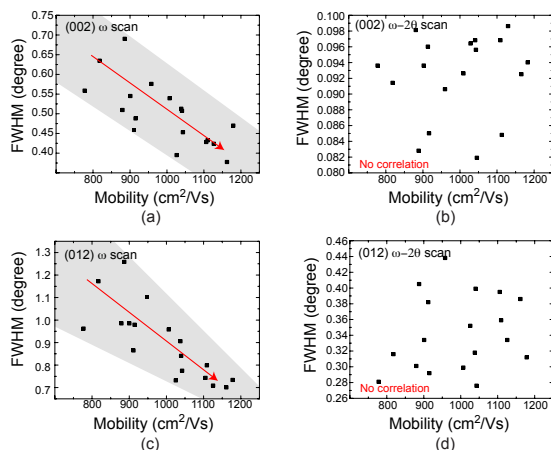 (002) ω scan
0.75
0.70
0.65
0.60
0.55
0.50
0.45
0.40
FWHM (degree)
800 900 1000 1100 1200
Mobility (cm2/Vs)
(a)
(002) ω−2θ scan
0.100
0.098
0.096
0.094
0.092
0.090
0.088
0.086
0.084
0.082
0.080
FWHM (degree)
No correlation
800 900 1000 1100 1200
Mobility (cm2/Vs)
(b)
(012) ω scan
1.3
1.2
1.1
1.0
0.9
0.8
0.7
FWHM (degree)
800 900 1000 1100 1200
Mobility (cm2/Vs)
(c)
(012) ω−2θ scan
0.46
0.44
0.42
0.40
0.38
0.36
0.34
0.32
0.30
0.28
0.26
FWHM (degree)
No correlation
800 900 1000 1100 1200
Mobility (cm2/Vs)
(d)